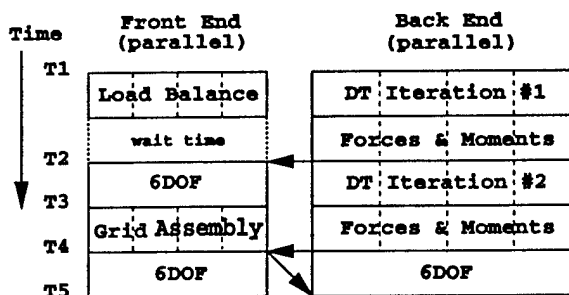 Time
Front End
(parallel)
Back End
(parallel)
T1
Load Balance
DT Iteration #1
wait time
Forces & Moments
T2
6DOF
DT Iteration #2
T3
Grid Assembly
Forces & Moments
T4
6DOF
6DOF
T5